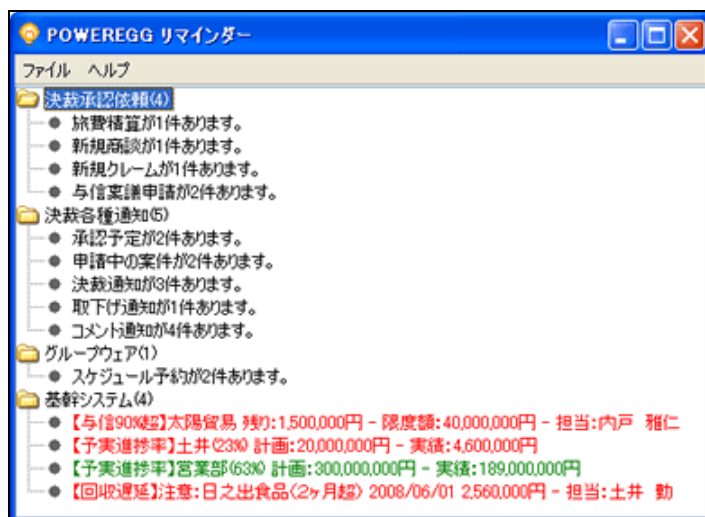 POWEREGG リマインダー
ファイル ヘルプ
決裁承認依頼(4)
旅費精算が1件あります。
新規商談が1件あります。
新規クレームが1件あります。
与信稟議申請が2件あります。
決裁各種通知(5)
承認予定が2件あります。
申請中の案件が2件あります。
決裁通知が3件あります。
取下げ通知が1件あります。
コメント通知が4件あります。
グループウェア(1)
スケジュール予約が2件あります。
基幹システム(4)
【与信90%超】太陽貿易 残り:1,500,000円 - 限度額:40,000,000円 - 担当:内戸 雅仁
【予実進捗率】土井(23%) 計画:20,000,000円 - 実績:4,600,000円
【予実進捗率】営業部(63%) 計画:300,000,000円 - 実績:189,000,000円
【回収遅延】注意:日之出食品(2ヶ月超) 2008/06/01 2,560,000円 - 担当:土井 勤